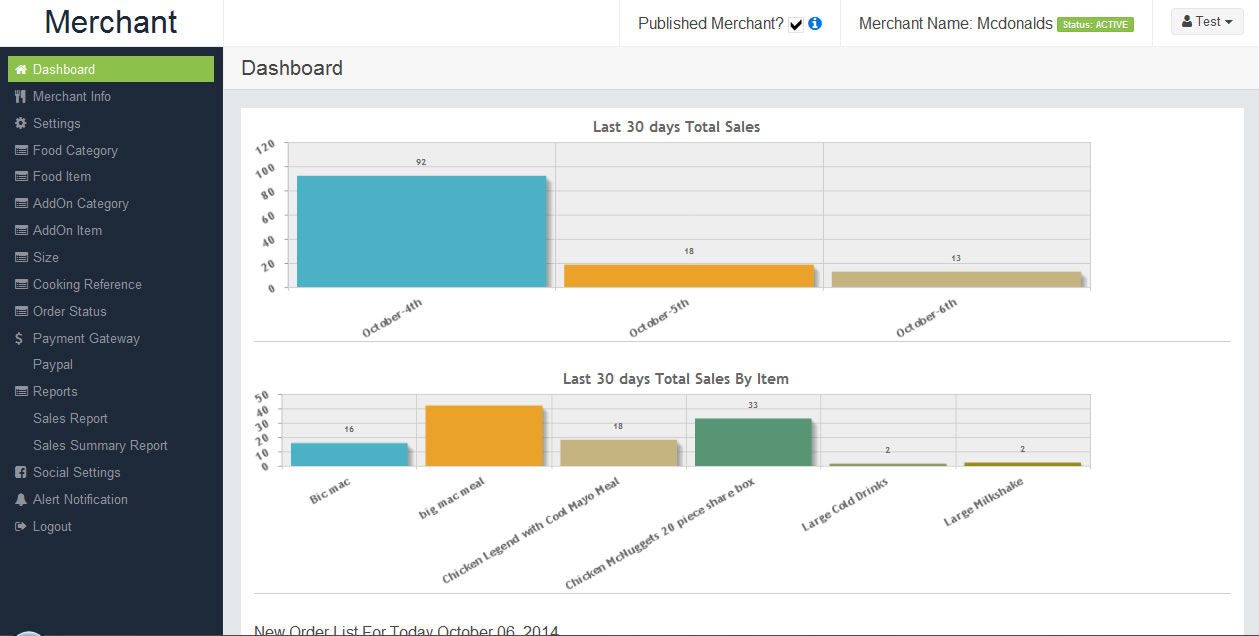 Merchant
Published Merchant?
Merchant Name: Mcdonalds Status: ACTIVE
Test
Dashboard
Merchant Info
Settings
Food Category
Food Item
AddOn Category
AddOn Item
Size
Cooking Reference
Order Status
Payment Gateway
Paypal
Reports
Sales Report
Sales Summary Report
Social Settings
Alert Notification
Logout
Dashboard
Last 30 days Total Sales
120
100
80
60
40
20
0
92
18
13
October-4th
October-5th
October-6th
Last 30 days Total Sales By Item
50
40
30
20
10
0
16
18
33
2
2
Bic mac
big mac meal
Chicken Legend with Cool Mayo Meal
Chicken McNuggets 20 piece share box
Large Cold Drinks
Large Milkshake
New Order List For Today October 06, 2014